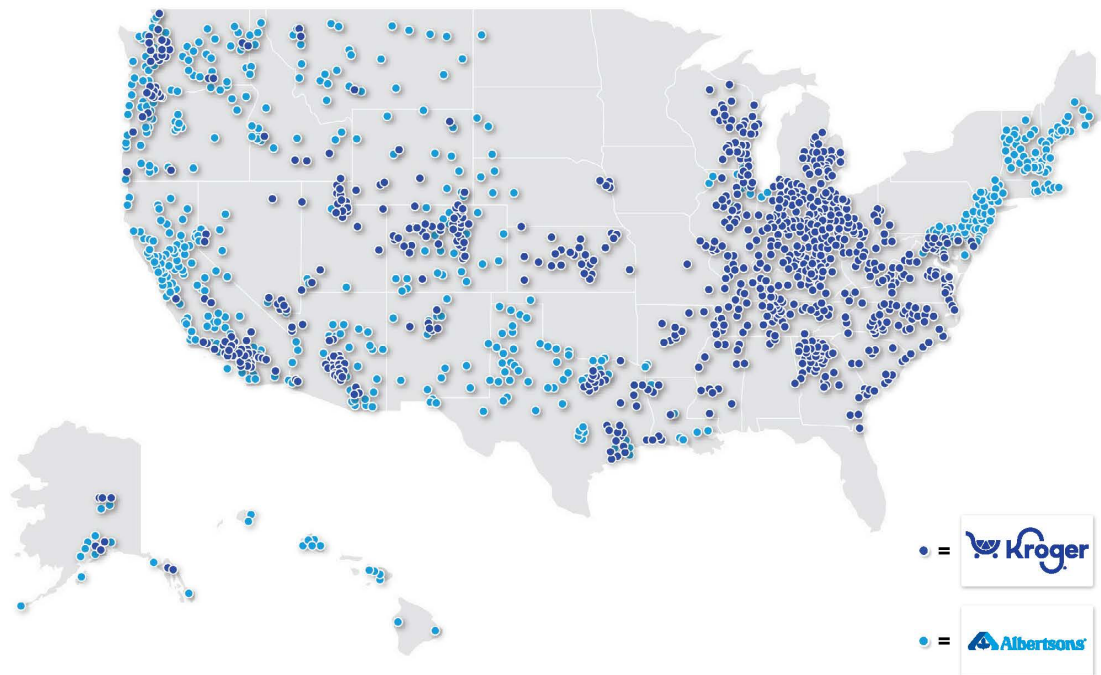 = Kroger
= Albertsons